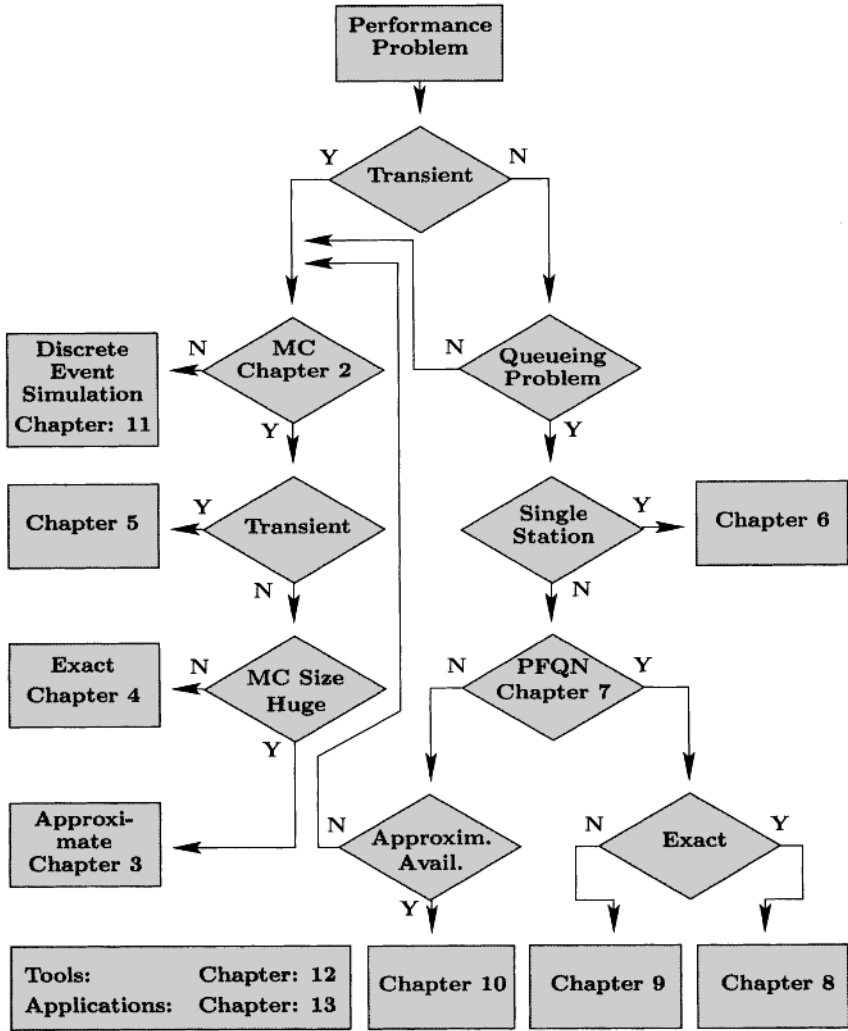 Performance
Problem
Y
N
Transient
N
MC
Chapter 2
N
Queueing
Problem
Discrete
Event
Simulation
Chapter: 11
Y
Y
Y
Chapter 5
Transient
Single
Station
Y
Chapter 6
N
N
Exact
Chapter 4
N
MC Size
Huge
N
PFQN
Chapter 7
Y
Y
Approxi-
mate
Chapter 3
N
Approxim.
Avail.
N
Exact
Y
Y
Tools: Chapter: 12
Applications: Chapter: 13
Chapter 10
Chapter 9
Chapter 8